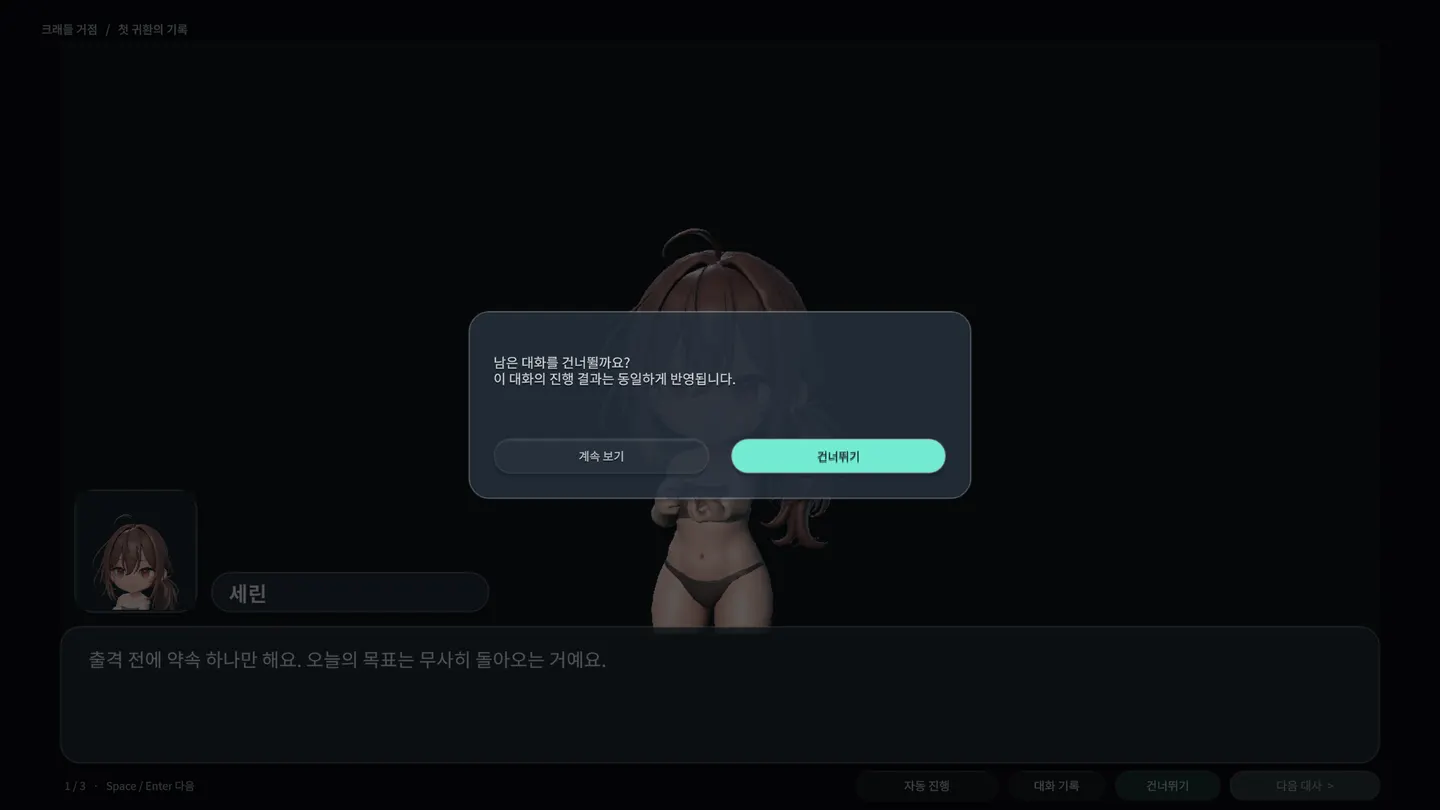 크래들 거점 / 첫 귀환의 기록
남은 대화를 건너뛸까요?
이 대화의 진행 결과는 동일하게 반영됩니다.
계속 보기
건너뛰기
세린
출격 전에 약속 하나만 해요. 오늘의 목표는 무사히 돌아오는 거예요.
1 / 3 · Space / Enter 다음
자동 진행
대화 기록
건너뛰기
다음 대사 >